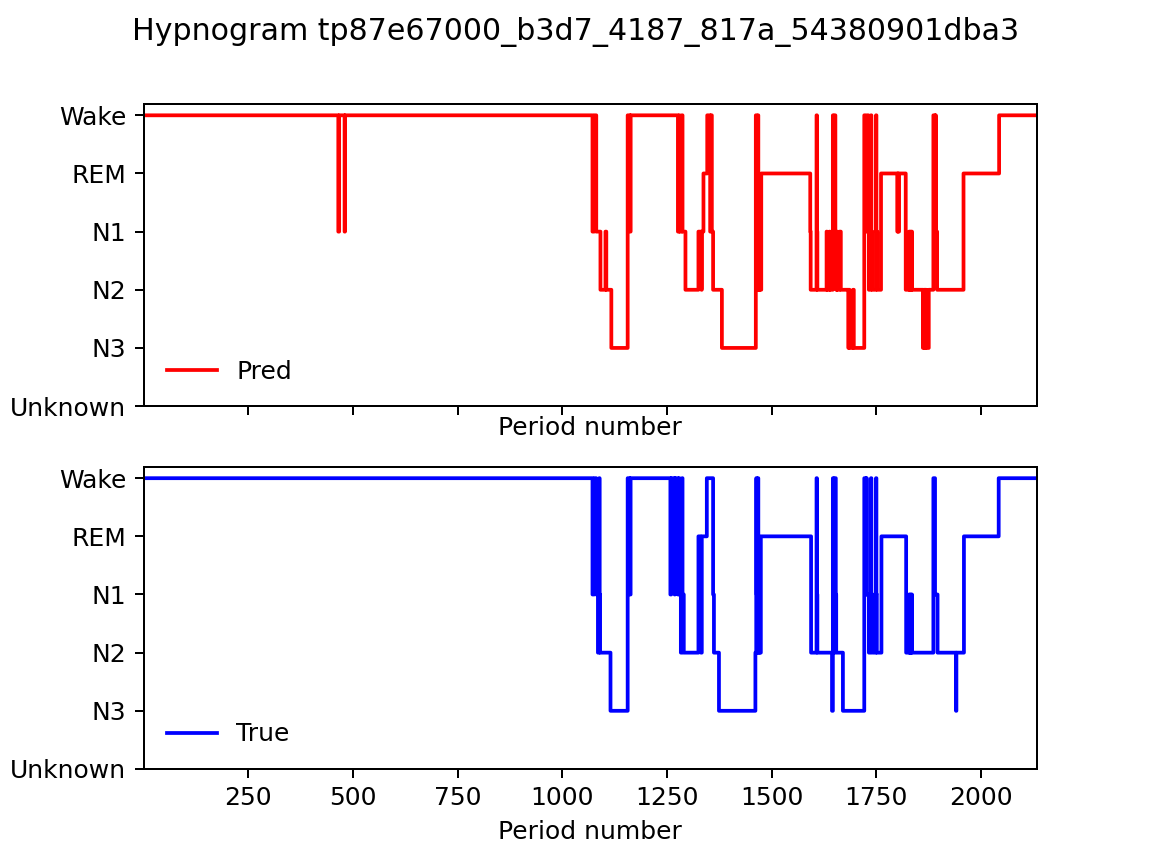 Hypnogram tp87e67000_b3d7_4187_817a_54380901dba3
Wake
REM
N1
N2
N3
Unknown
Pred
Period number
Wake
REM
N1
N2
N3
Unknown
True
250 500 750 1000 1250 1500 1750 2000
Period number